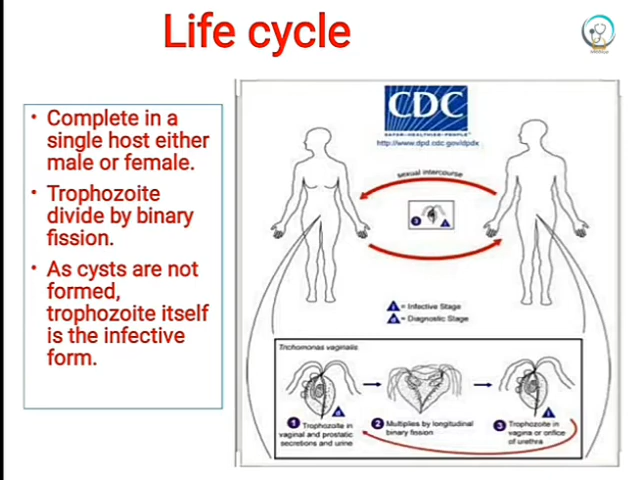 Life cycle
• Complete in a
single host either
male or female.
• Trophozoite
divide by binary
fission.
• As cysts are not
formed,
trophozoite itself
is the infective
form.
CDC
SAFER•HEALTHIER•PEOPLE™
http://www.dpd.cdc.gov/dpdx
sexual intercourse
3
i
i = Infective Stage
d = Diagnostic Stage
Trichomonas vaginalis
d
i
1 Trophozoite in
vaginal and prostatic
secretions and urine
2 Multiplies by longitudinal
binary fission
3 Trophozoite in
vagina or orifice
of urethra